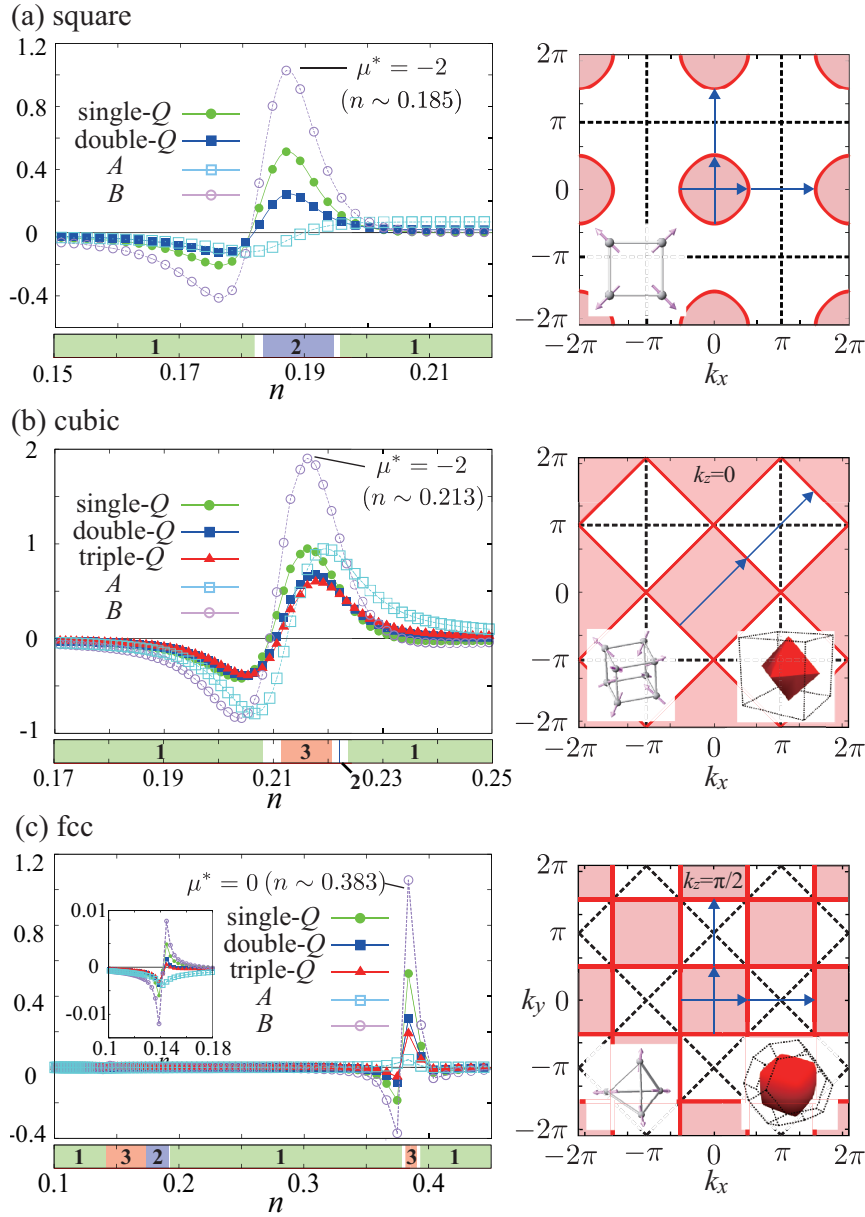 (a) square
1.2
0.8
0.4
0
-0.4
μ* = −2
(n ∼ 0.185)
single-Q
double-Q
A
B
1 2 1
0.15 0.17 0.19 0.21
n
2π
π
0
−π
−2π
−2π −π 0 π 2π
kx
(b) cubic
2
1
0
-1
μ* = −2
(n ∼ 0.213)
single-Q
double-Q
triple-Q
A
B
1 3 1
2
0.17 0.19 0.21 0.23 0.25
n
kz=0
2π
π
0
−π
−2π
−2π −π 0 π 2π
kx
(c) fcc
1.2
0.8
0.4
0
-0.4
μ* = 0 (n ∼ 0.383)
single-Q
double-Q
triple-Q
A
B
0.01
0
-0.01
0.1 0.14 0.18
n
1 3 2 1 3 1
0.1 0.2 0.3 0.4
n
kz=π/2
2π
π
ky 0
−π
−2π
−2π −π 0 π 2π
kx